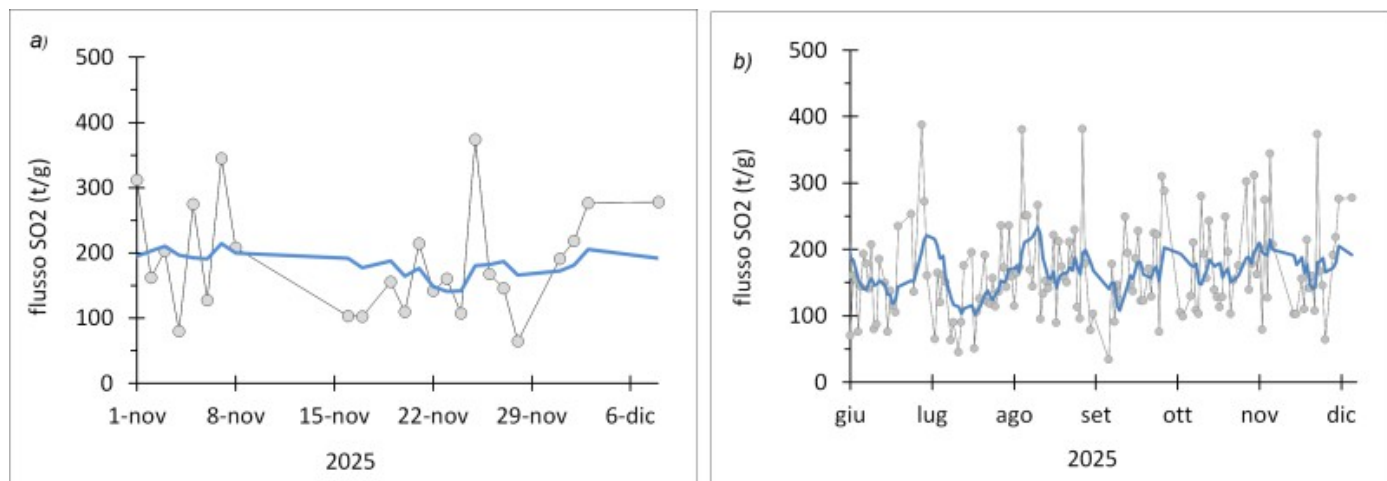 a)
500
400
300
200
100
0
flusso SO2 (t/g)
1-nov 8-nov 15-nov 22-nov 29-nov 6-dic
2025
b)
500
400
300
200
100
0
flusso SO2 (t/g)
giu lug ago set ott nov dic
2025